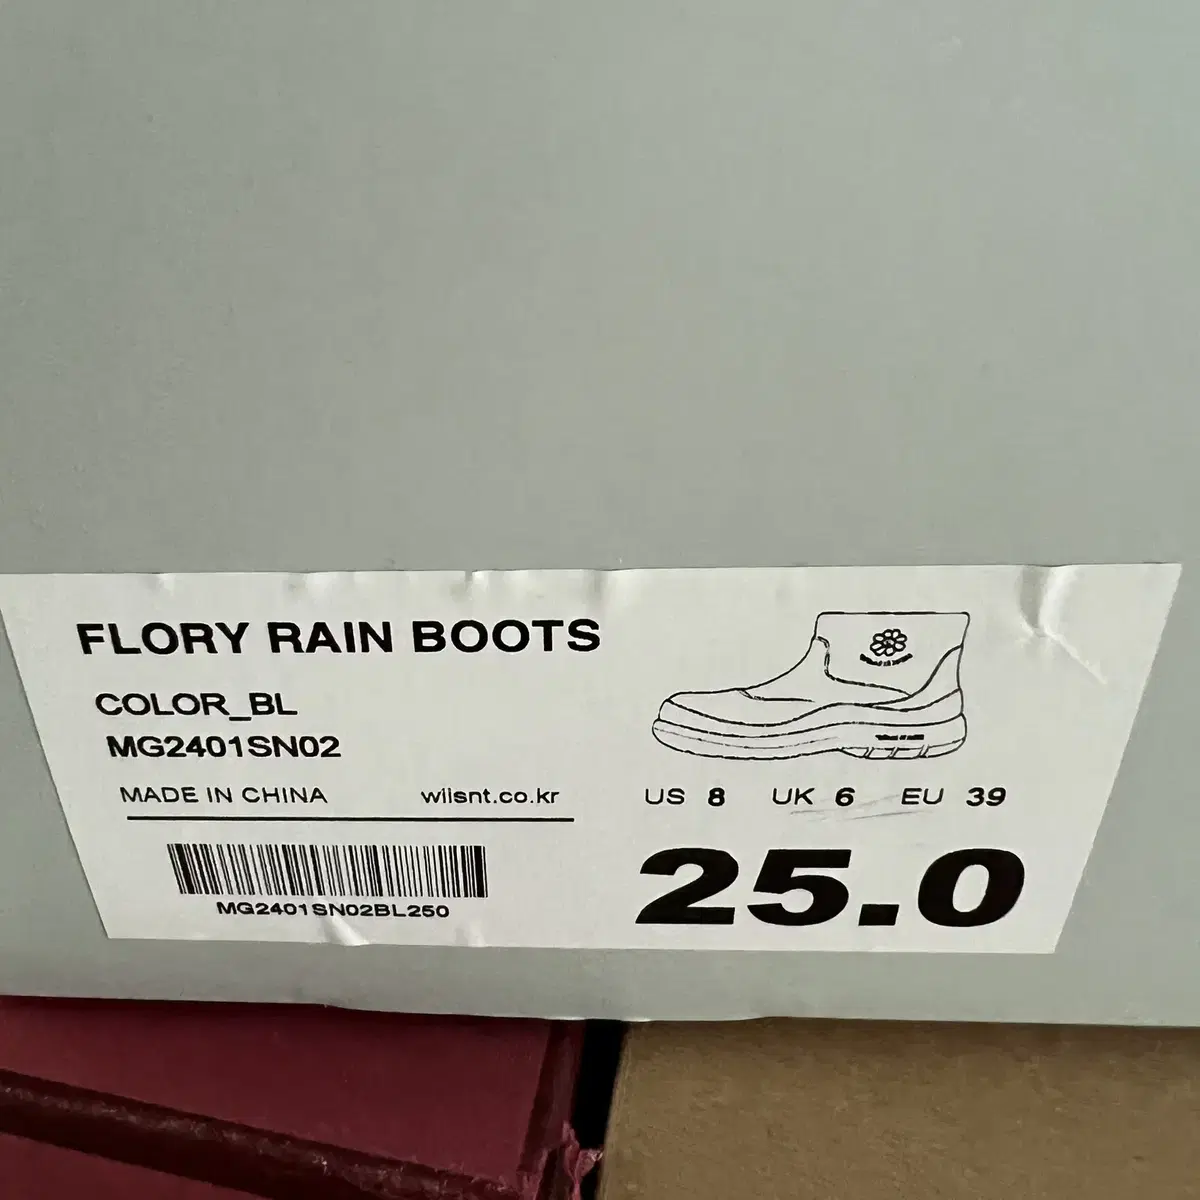 FLORY RAIN BOOTS
COLOR_BL
MG2401SN02
MADE IN CHINA wiisnt.co.kr
MG2401SN02BL250
US 8 UK 6 EU 39
25.0